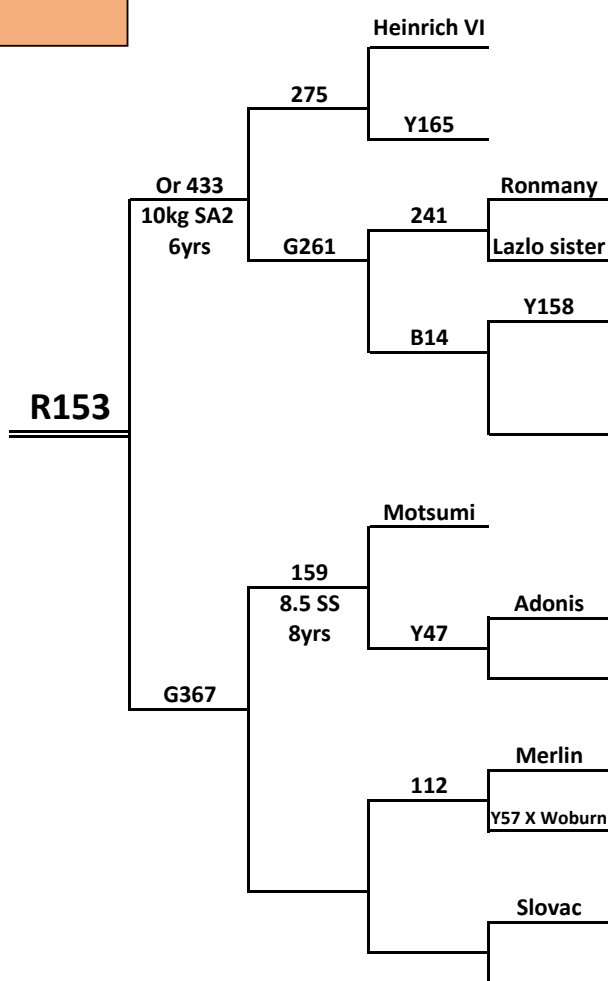 Heinrich VI
275
Y165
Or 433
10kg SA2
6yrs
Ronmany
241
G261
Lazlo sister
Y158
B14
R153
Motsumi
159
8.5 SS
8yrs
Adonis
Y47
G367
Merlin
112
Y57 X Woburn
Slovac